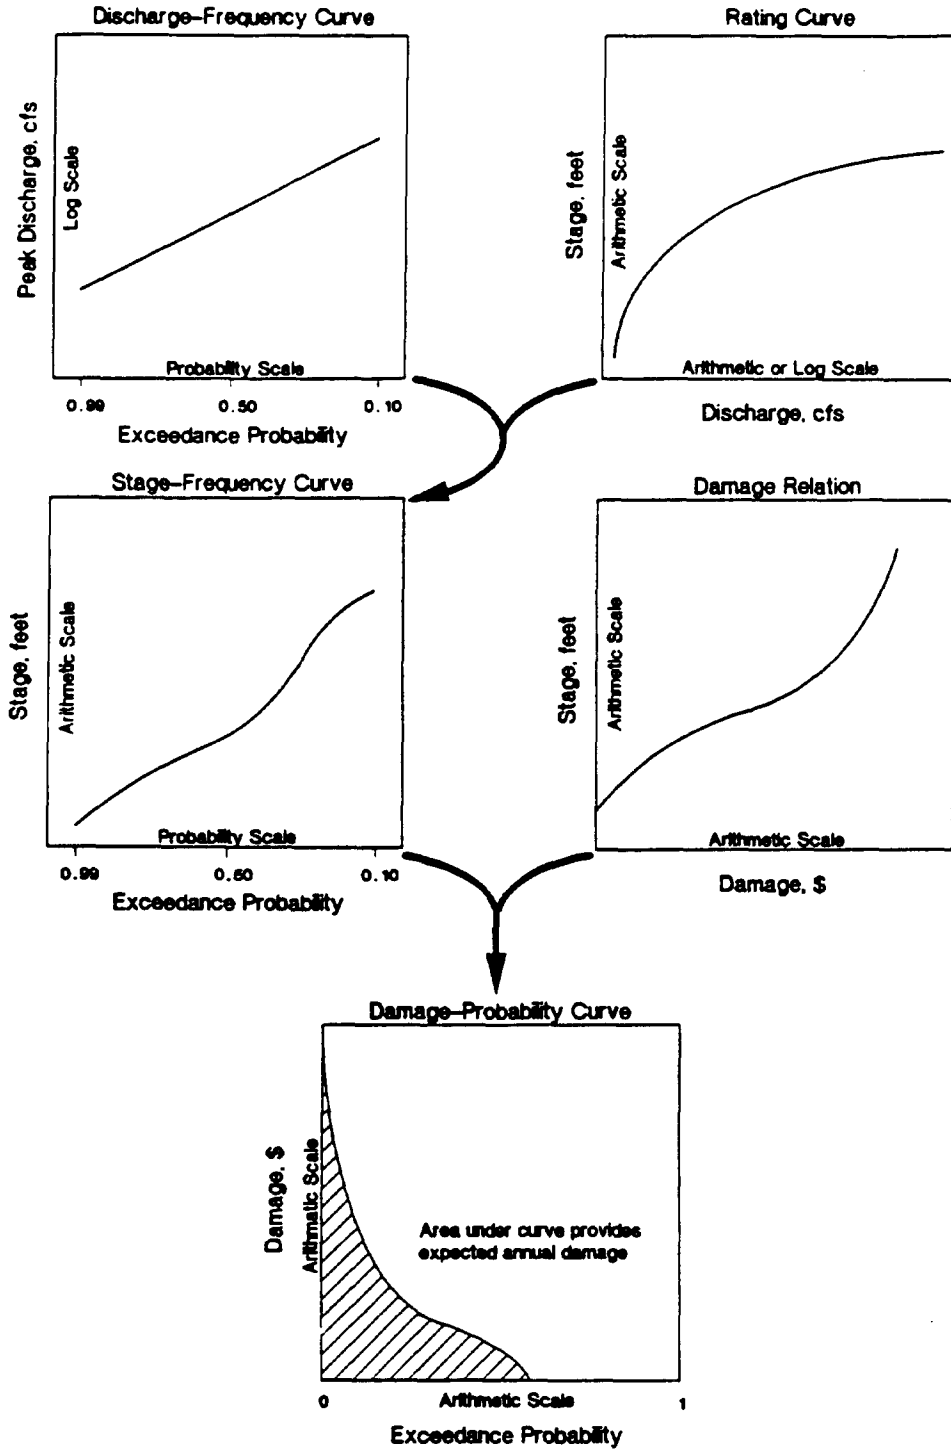 Discharge-Frequency Curve
Peak Discharge, cfs
Log Scale
Probability Scale
0.99 0.50 0.10
Exceedance Probability
Rating Curve
Stage, feet
Arithmetic Scale
Arithmetic or Log Scale
Discharge, cfs
Stage-Frequency Curve
Stage, feet
Arithmetic Scale
Probability Scale
0.99 0.50 0.10
Exceedance Probability
Damage Relation
Stage, feet
Arithmetic Scale
Arithmetic Scale
Damage, $
Damage-Probability Curve
Damage, $
Arithmatic Scale
Area under curve provides
expected annual damage
0 Arithmetic Scale 1
Exceedance Probability